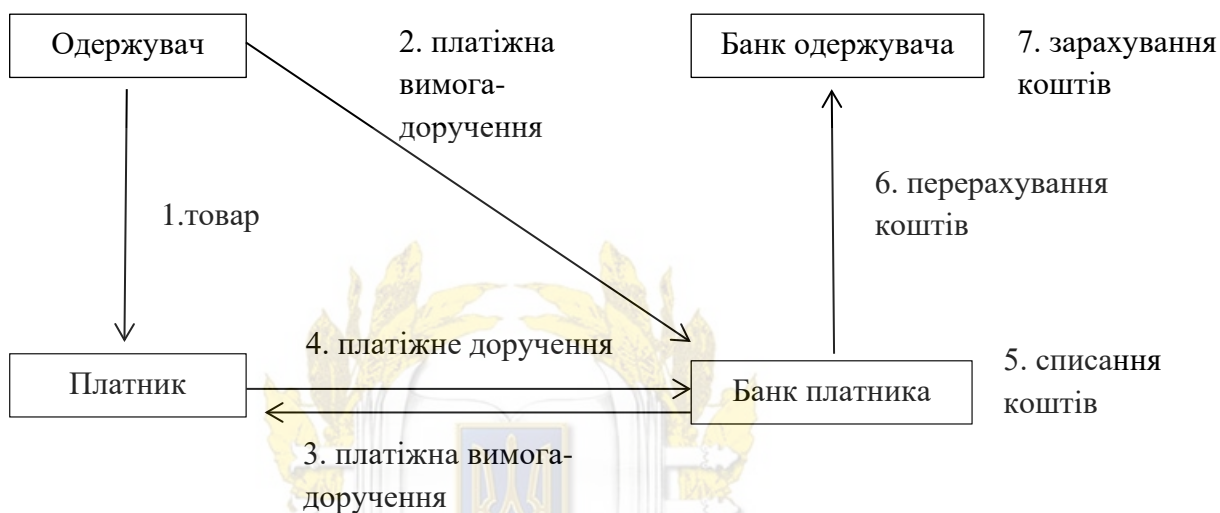 Одержувач
2. платіжна
вимога-
доручення
Банк одержувача
7. зарахування
коштів
1.товар
6. перерахування
коштів
4. платіжне доручення
Платник
Банк платника
5. списання
коштів
3. платіжна вимога-
доручення